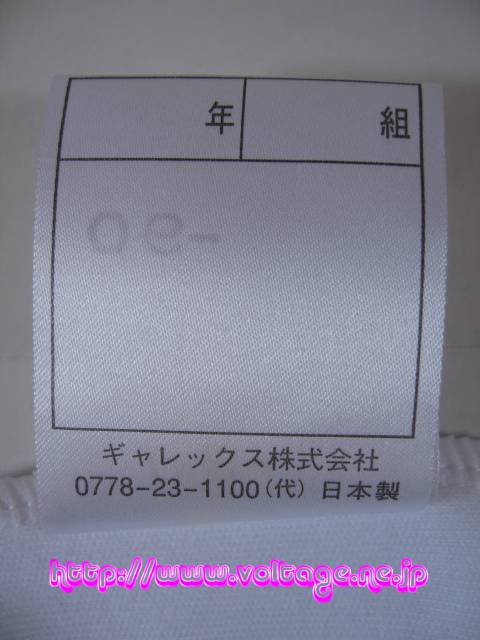 年 組
ギャレックス株式会社
0778-23-1100(代) 日本製
http://www.voltage.ne.jp